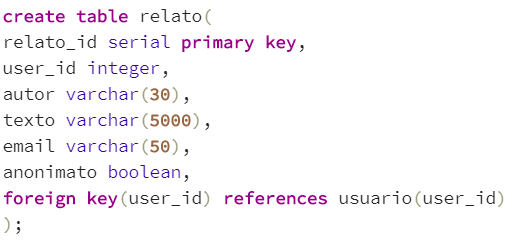 create table relato(
relato_id serial primary key,
user_id integer,
autor varchar(30),
texto varchar(5000),
email varchar(50),
anonimato boolean,
foreign key(user_id) references usuario(user_id)
);